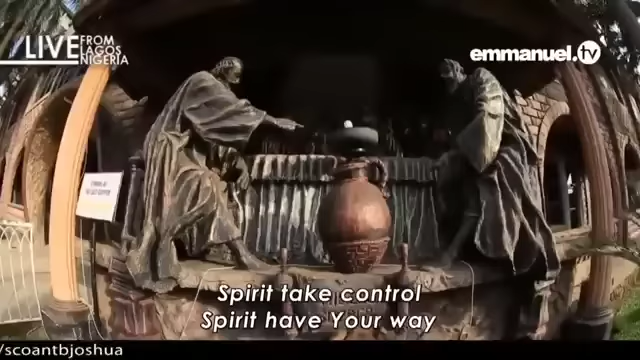 LIVE FROM
LAGOS
NIGERIA
emmanuel.tv
Spirit take control
Spirit have Your way
/scoantbjoshua